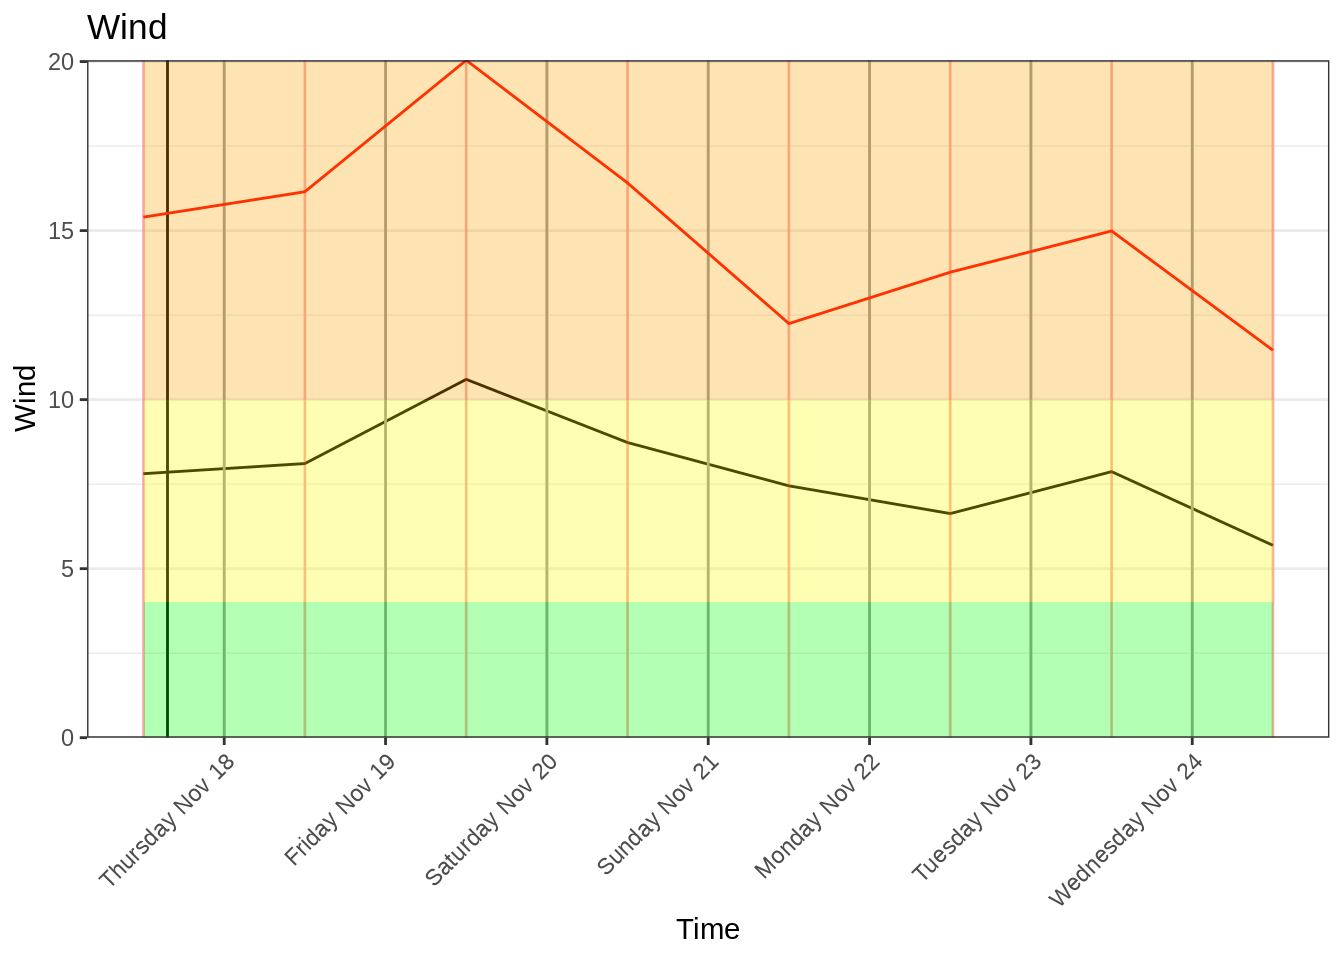 Wind
20
15
10
5
0
Wind
Thursday Nov 18
Friday Nov 19
Saturday Nov 20
Sunday Nov 21
Monday Nov 22
Tuesday Nov 23
Wednesday Nov 24
Time